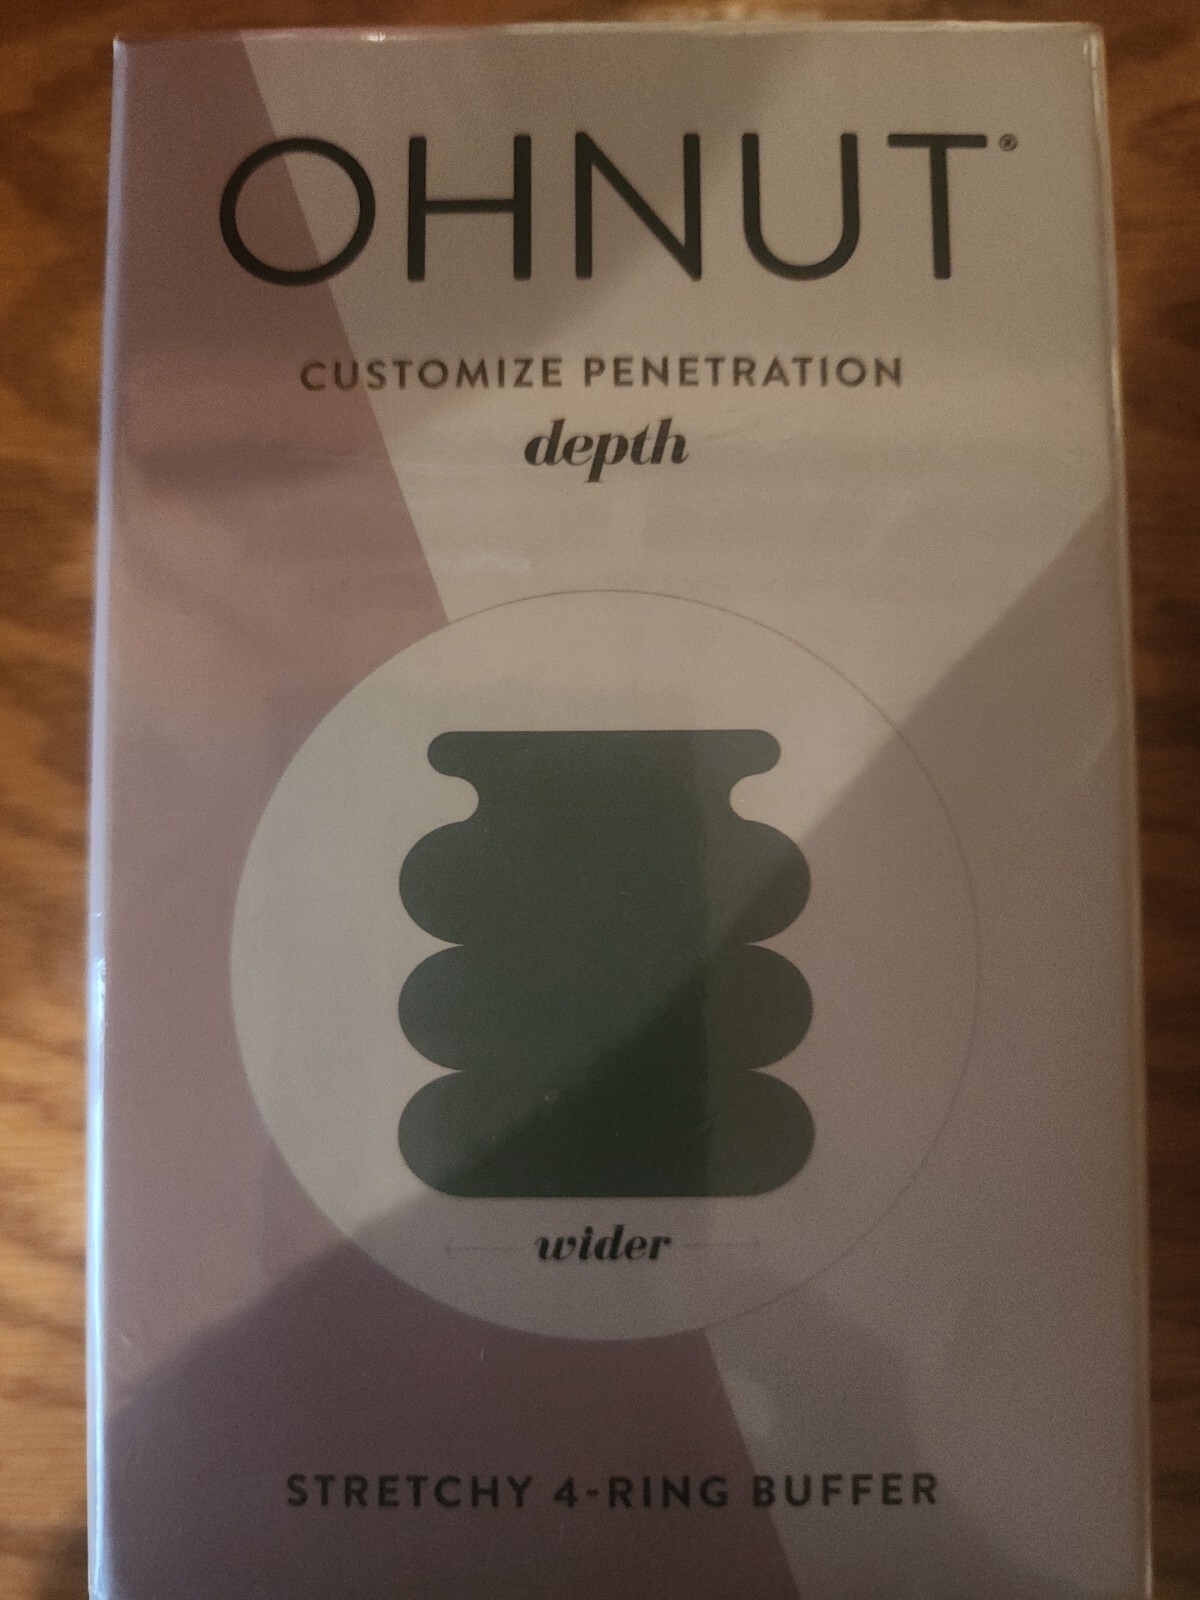 OHNUT®
CUSTOMIZE PENETRATION
depth
wider
STRETCHY 4-RING BUFFER